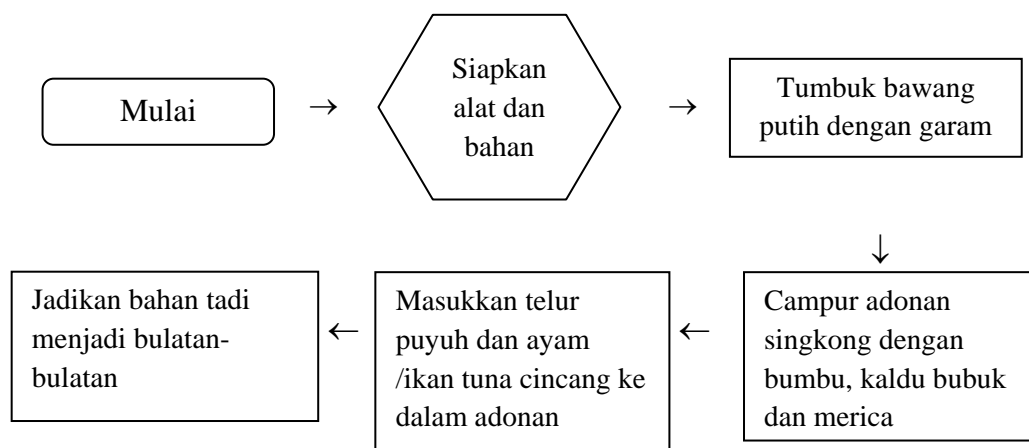 Mulai
→
Siapkan
alat dan
bahan
→
Tumbuk bawang
putih dengan garam
↓
Campur adonan
singkong dengan
bumbu, kaldu bubuk
dan merica
←
Masukkan telur
puyuh dan ayam
/ikan tuna cincang ke
dalam adonan
←
Jadikan bahan tadi
menjadi bulatan-
bulatan